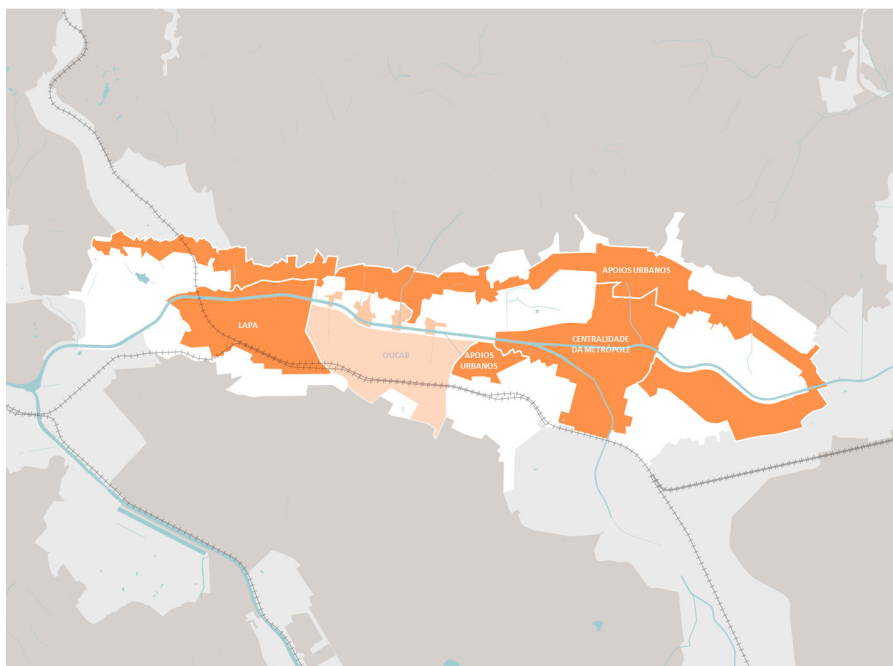 APOIOS URBANOS
LAPA
CENTRALIDADE
DA METRÓPOLE
OUCAB
APOIOS
URBANOS